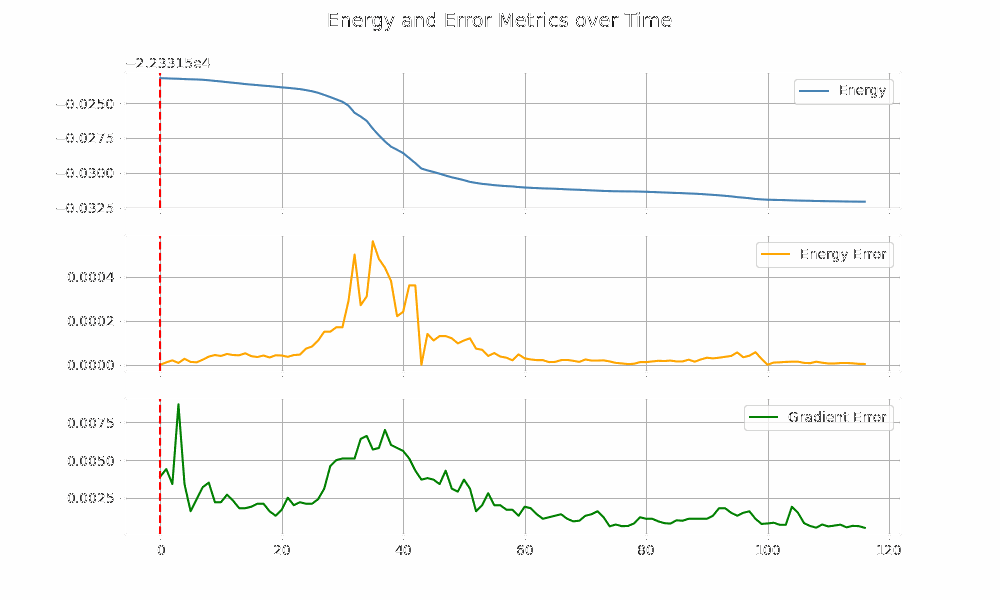 Energy and Error Metrics over Time
−2.23315e4
Energy
−0.0250
−0.0275
−0.0300
−0.0325
Energy Error
0.0004
0.0002
0.0000
Gradient Error
0.0075
0.0050
0.0025
0 20 40 60 80 100 120